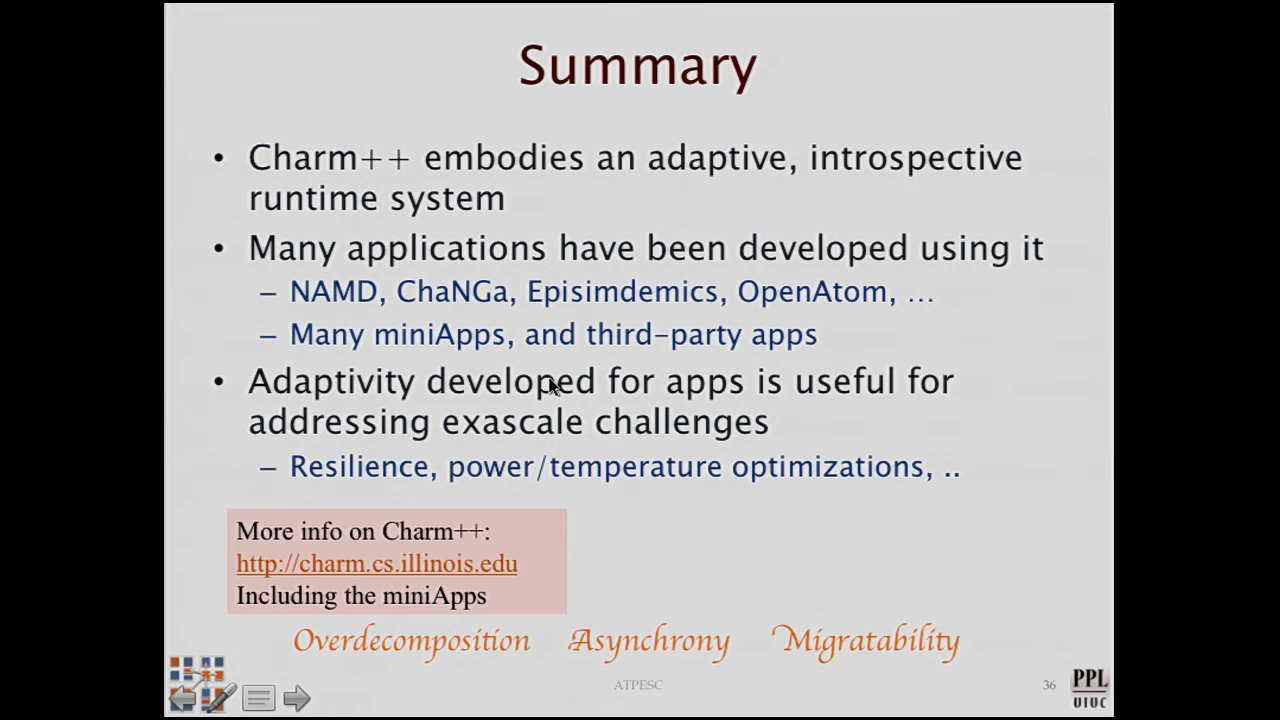 Summary
• Charm++ embodies an adaptive, introspective
runtime system
• Many applications have been developed using it
– NAMD, ChaNGa, Episimdemics, OpenAtom, …
– Many miniApps, and third-party apps
• Adaptivity developed for apps is useful for
addressing exascale challenges
– Resilience, power/temperature optimizations, ..
More info on Charm++:
http://charm.cs.illinois.edu
Including the miniApps
Overdecomposition Asynchrony Migratability
ATPESC
36
PPL
UIUC